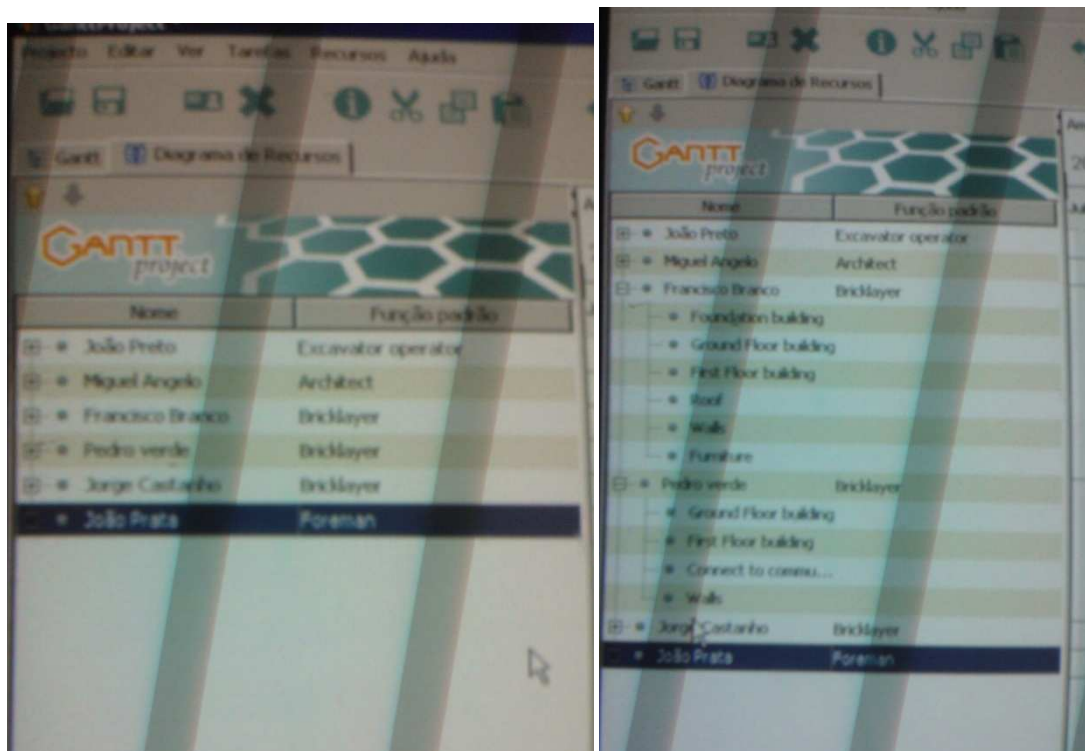 GanttProject
Projecto Editar Ver Tarefas Recursos Ajuda
Gantt Diagrama de Recursos
GANTT
project
Nome Função padrão
João Preto Excavator operator
Miguel Angelo Architect
Francisco Branco Bricklayer
Pedro verde Bricklayer
Jorge Castanho Bricklayer
João Prata Foreman
Gantt Diagrama de Recursos
GANTT
project
Nome Função padrão
João Preto Excavator operator
Miguel Angelo Architect
Francisco Branco Bricklayer
Foundation building
Ground Floor building
First Floor building
Roof
Walls
Furniture
Pedro verde Bricklayer
Ground Floor building
First Floor building
Connect to commu...
Walls
Jorge Castanho Bricklayer
João Prata Foreman